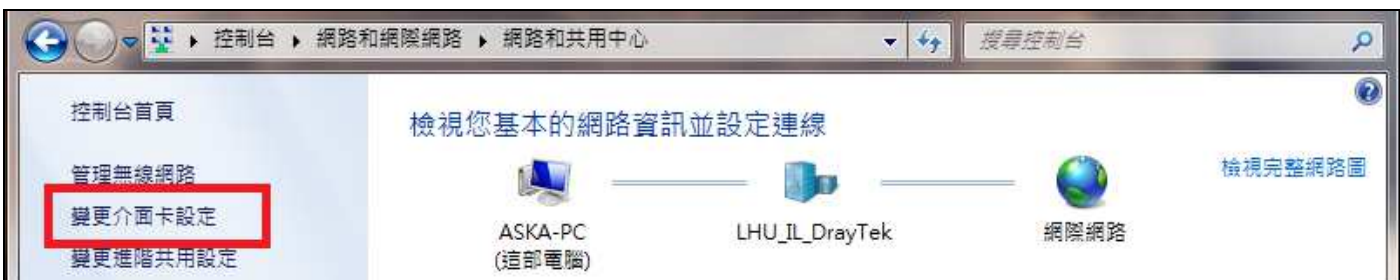 控制台 ▸ 網路和網際網路 ▸ 網路和共用中心
搜尋控制台
控制台首頁
檢視您基本的網路資訊並設定連線
管理無線網路
檢視完整網路圖
變更介面卡設定
變更進階共用設定
ASKA-PC
(這部電腦)
LHU_IL_DrayTek
網際網路